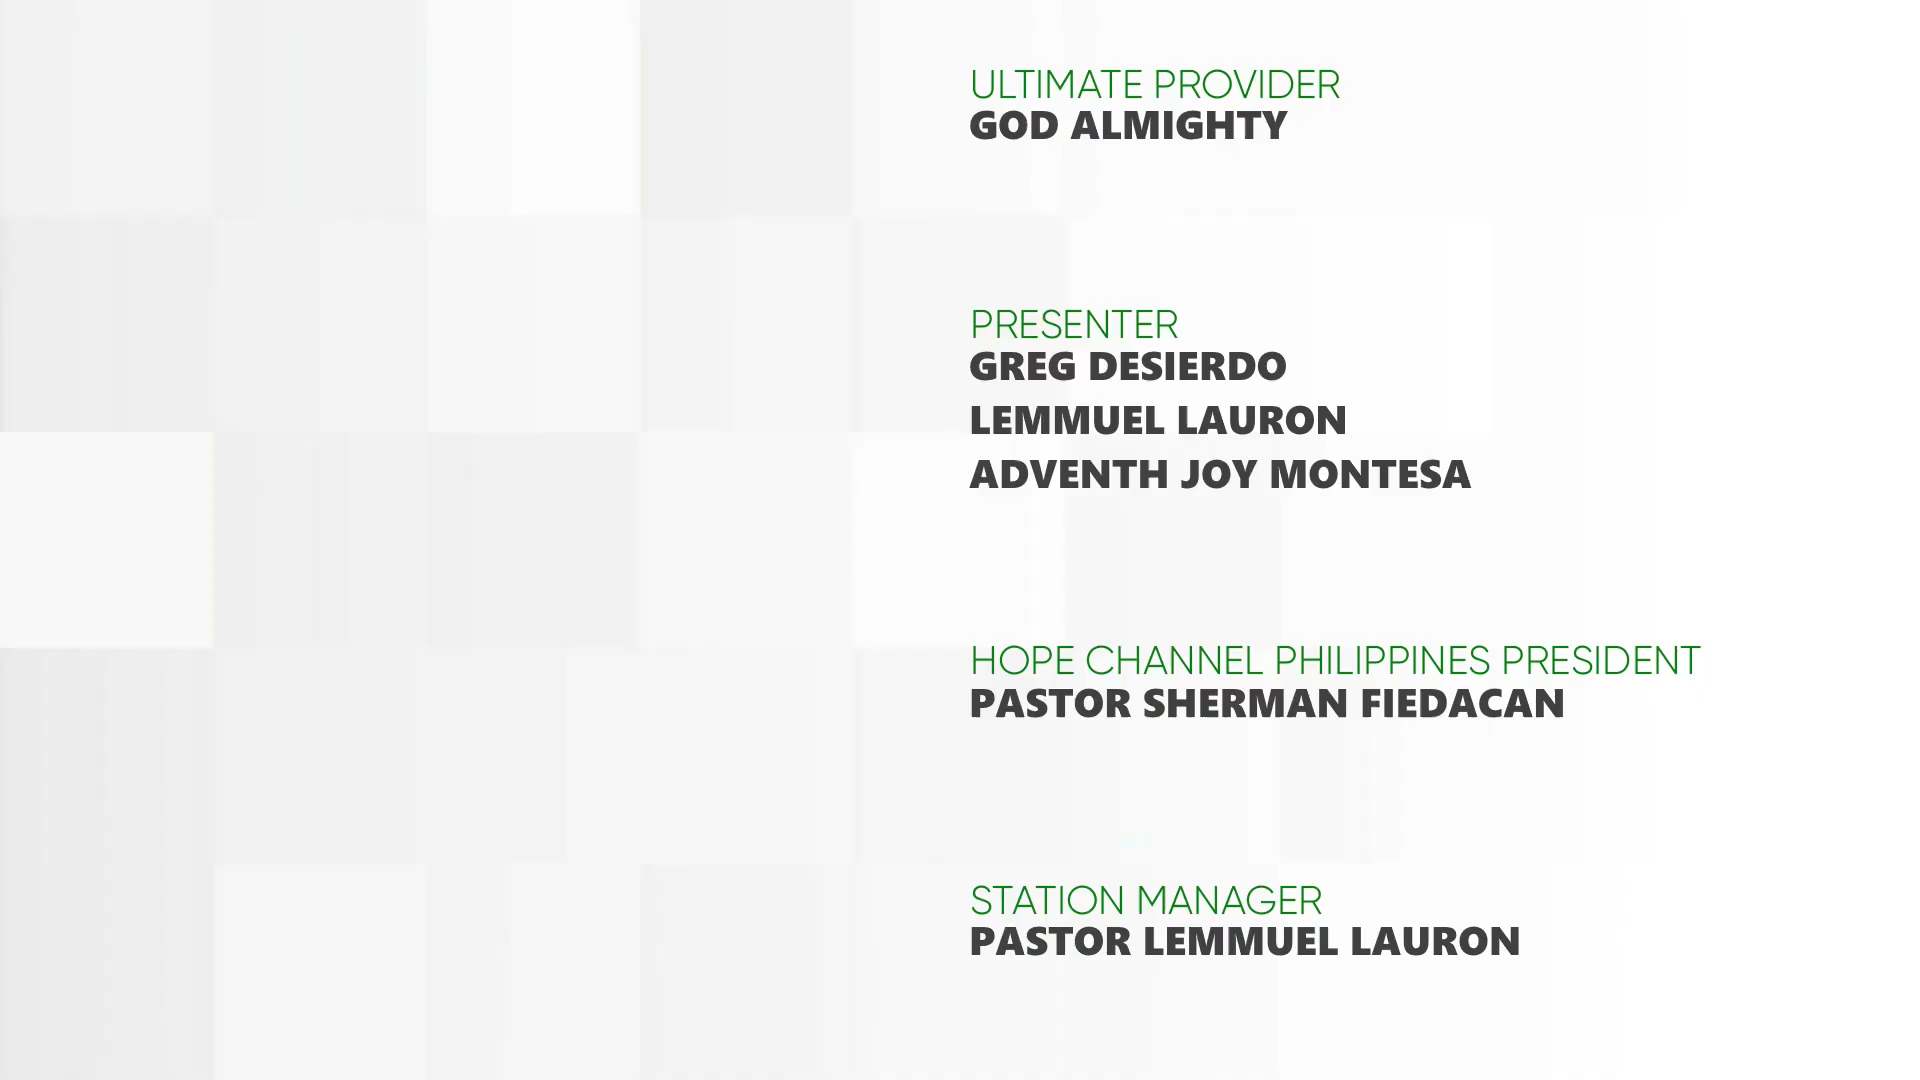 ULTIMATE PROVIDER
GOD ALMIGHTY
PRESENTER
GREG DESIERDO
LEMMUEL LAURON
ADVENTH JOY MONTESA
HOPE CHANNEL PHILIPPINES PRESIDENT
PASTOR SHERMAN FIEDACAN
STATION MANAGER
PASTOR LEMMUEL LAURON